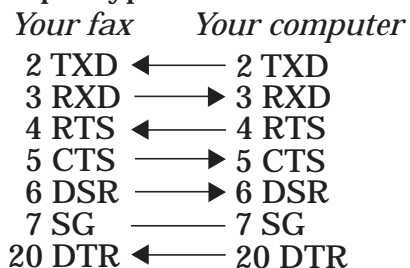 Your fax Your computer
2 TXD 2 TXD
3 RXD 3 RXD
4 RTS 4 RTS
5 CTS 5 CTS
6 DSR 6 DSR
7 SG 7 SG
20 DTR 20 DTR